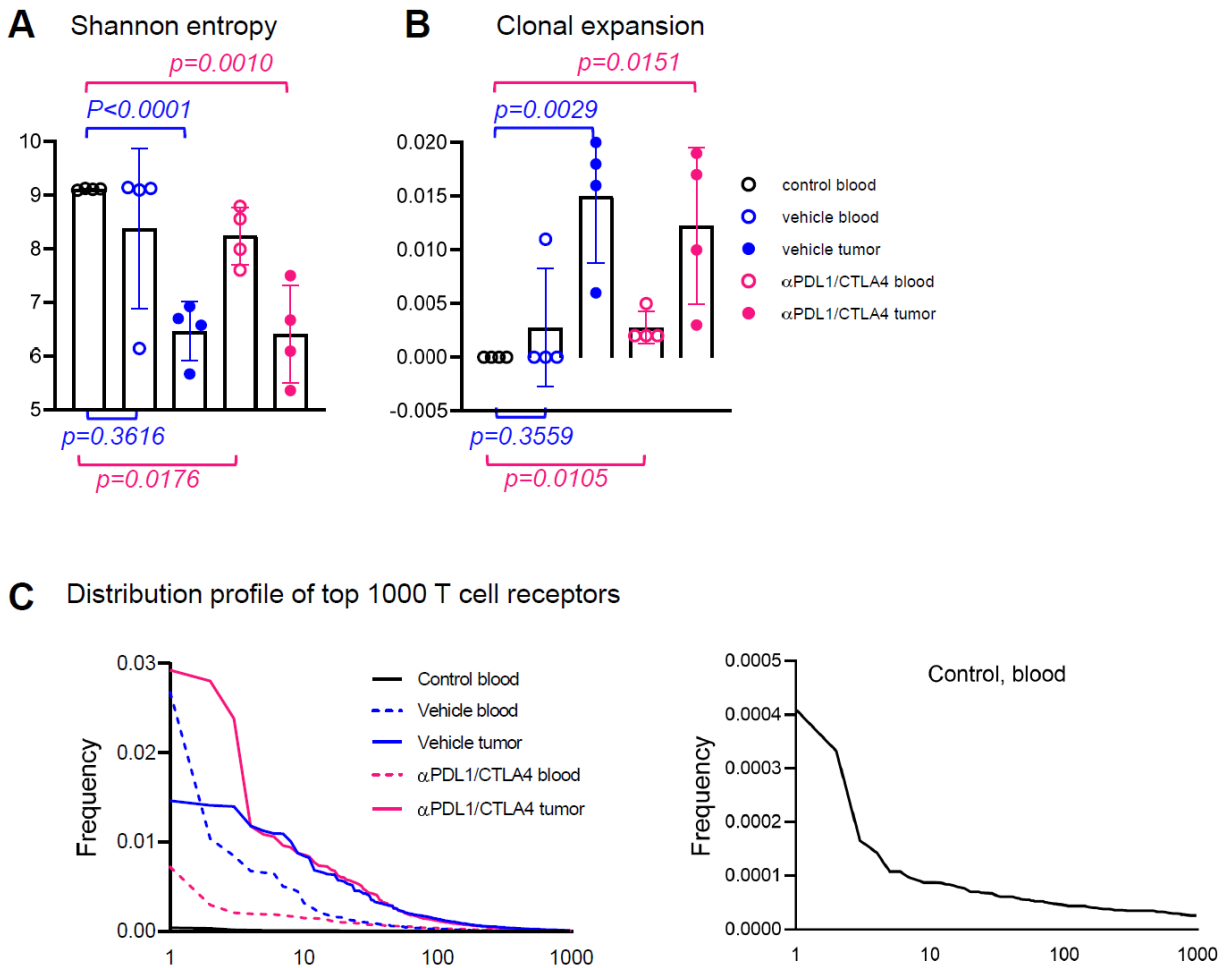 A Shannon entropy
B Clonal expansion
p=0.0010
P<0.0001
10
9
8
7
6
5
p=0.3616
p=0.0176
p=0.0151
p=0.0029
0.020
0.015
0.010
0.005
0.000
-0.005
p=0.3559
p=0.0105
control blood
vehicle blood
vehicle tumor
αPDL1/CTLA4 blood
αPDL1/CTLA4 tumor
C Distribution profile of top 1000 T cell receptors
Frequency
0.03
0.02
0.01
0.00
1 10 100 1000
Control blood
Vehicle blood
Vehicle tumor
αPDL1/CTLA4 blood
αPDL1/CTLA4 tumor
Control, blood
Frequency
0.0005
0.0004
0.0003
0.0002
0.0001
0.0000
1 10 100 1000